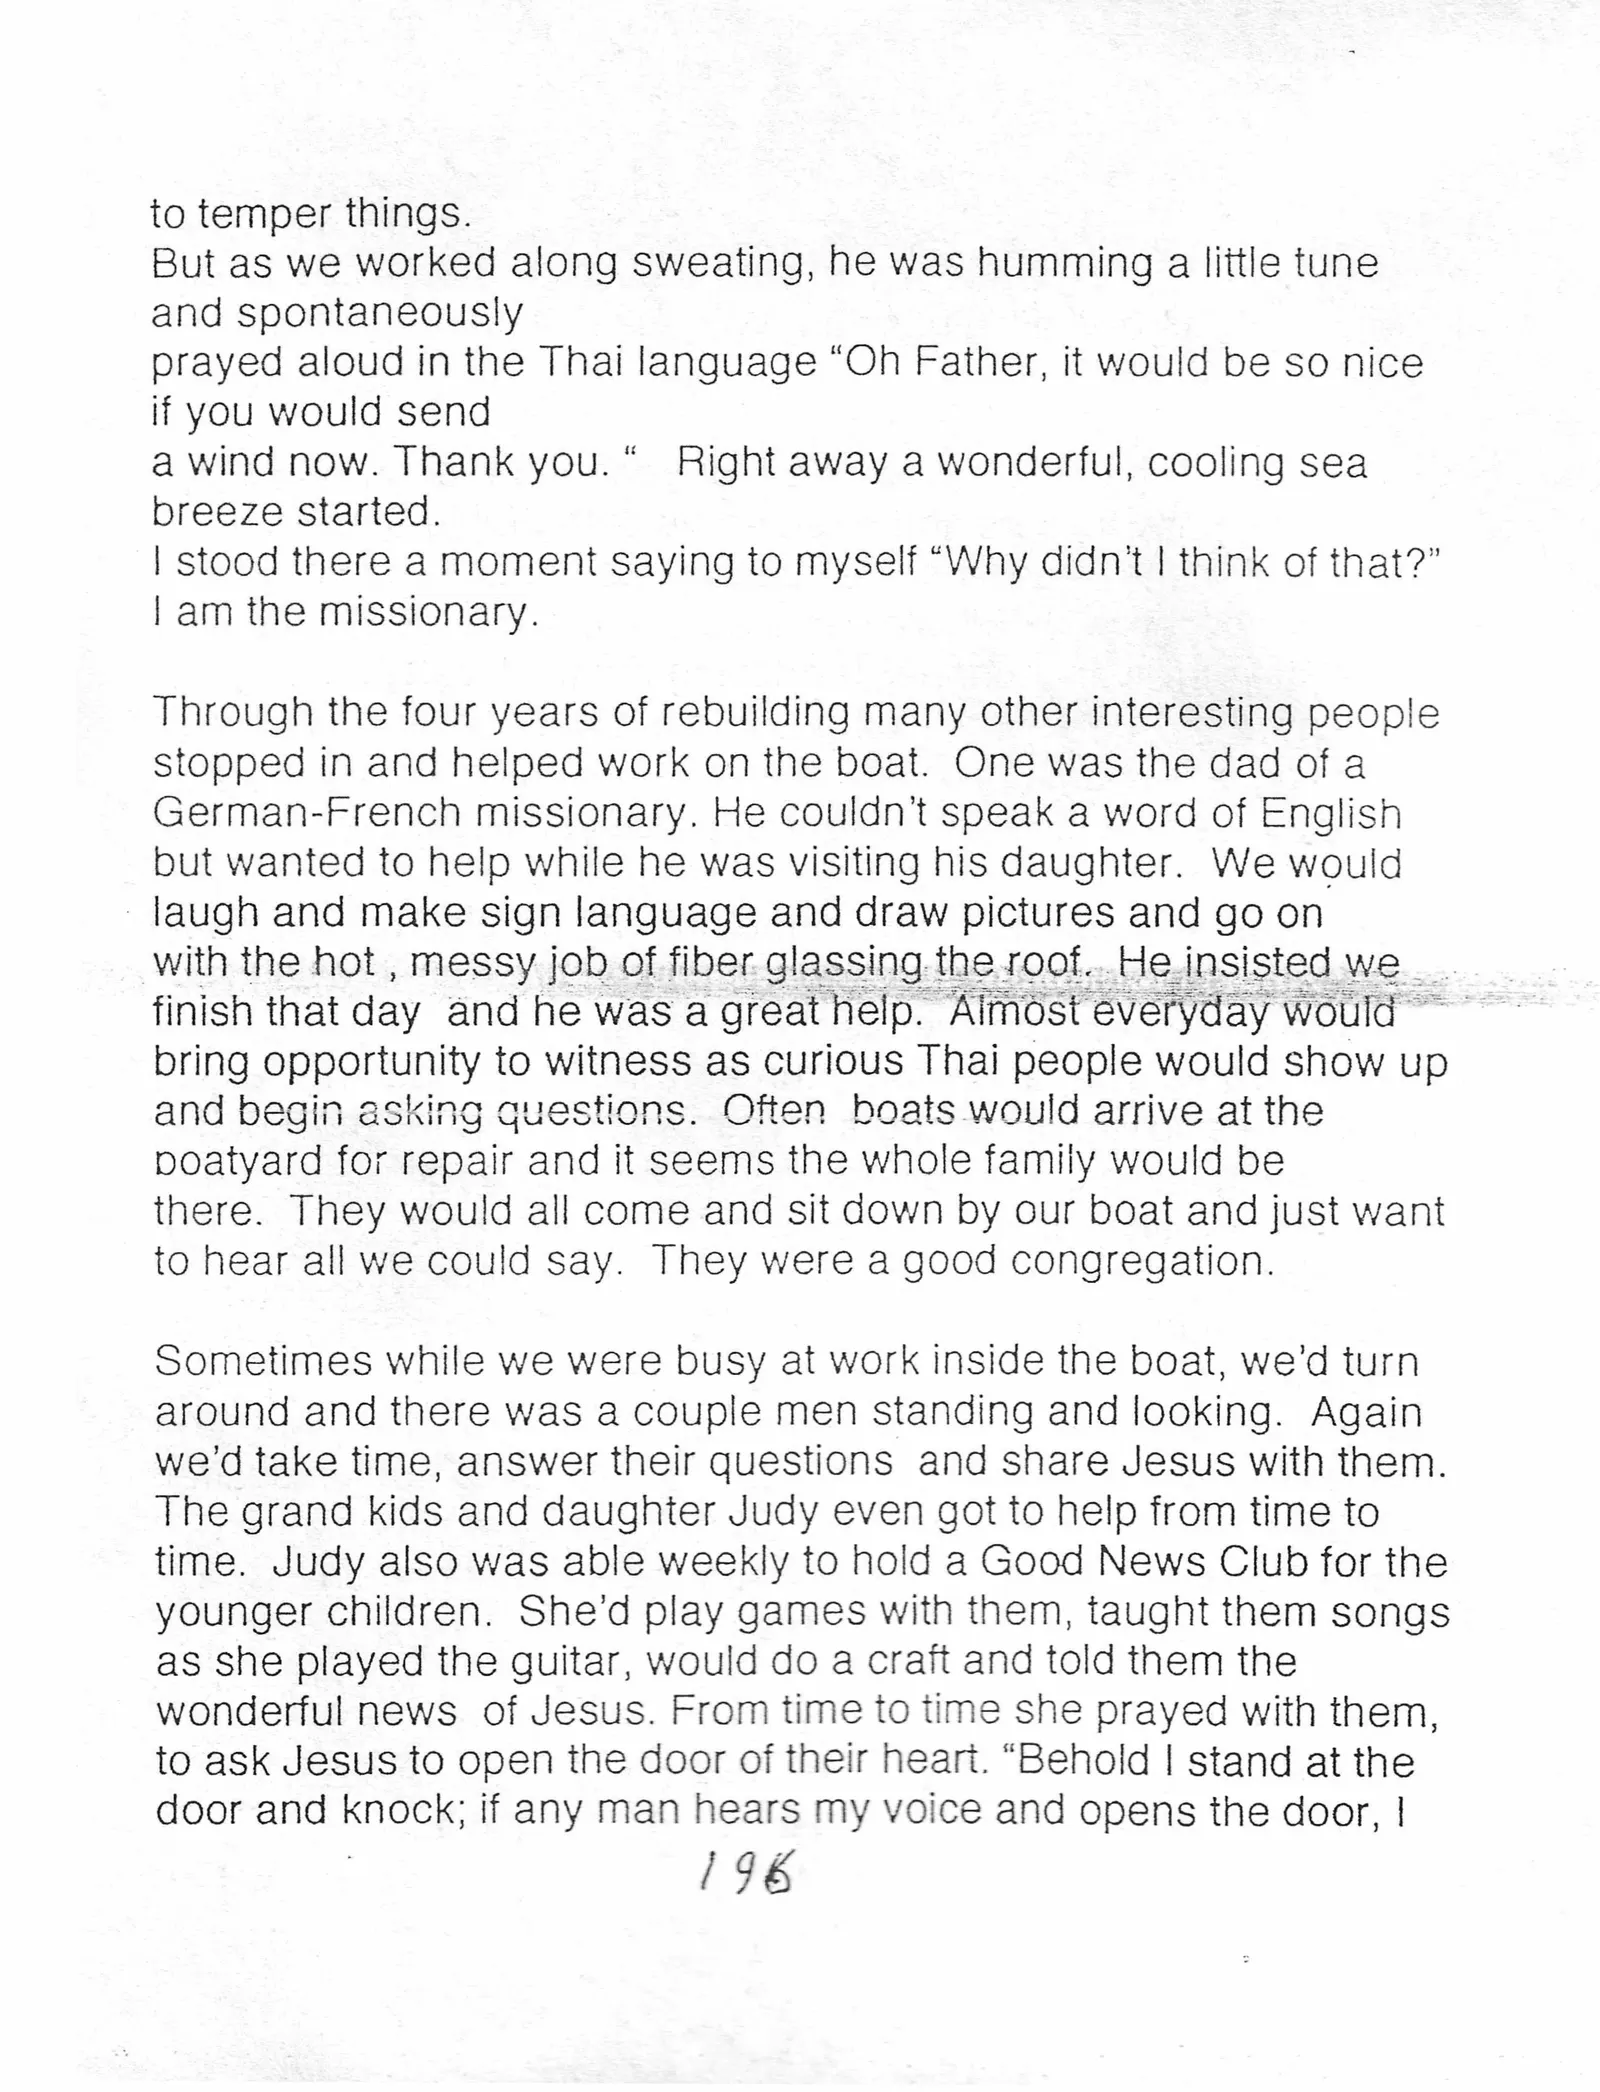 to temper things.
But as we worked along sweating, he was humming a little tune
and spontaneously
prayed aloud in the Thai language “Oh Father, it would be so nice
if you would send
a wind now. Thank you. “   Right away a wonderful, cooling sea
breeze started.
I stood there a moment saying to myself “Why didn't I think of that?”
I am the missionary.

Through the four years of rebuilding many other interesting people
stopped in and helped work on the boat.  One was the dad of a
German-French missionary. He couldn't speak a word of English
but wanted to help while he was visiting his daughter.  We would
laugh and make sign language and draw pictures and go on
with the hot , messy job of fiber glassing the roof.  He insisted we
finish that day  and he was a great help.  Almost everyday would
bring opportunity to witness as curious Thai people would show up
and begin asking questions.  Often  boats would arrive at the
boatyard for repair and it seems the whole family would be
there.  They would all come and sit down by our boat and just want
to hear all we could say.  They were a good congregation.

Sometimes while we were busy at work inside the boat, we'd turn
around and there was a couple men standing and looking.  Again
we'd take time, answer their questions  and share Jesus with them.
The grand kids and daughter Judy even got to help from time to
time.  Judy also was able weekly to hold a Good News Club for the
younger children.  She'd play games with them, taught them songs
as she played the guitar, would do a craft and told them the
wonderful news  of Jesus. From time to time she prayed with them,
to ask Jesus to open the door of their heart. “Behold I stand at the
door and knock; if any man hears my voice and opens the door, I
196